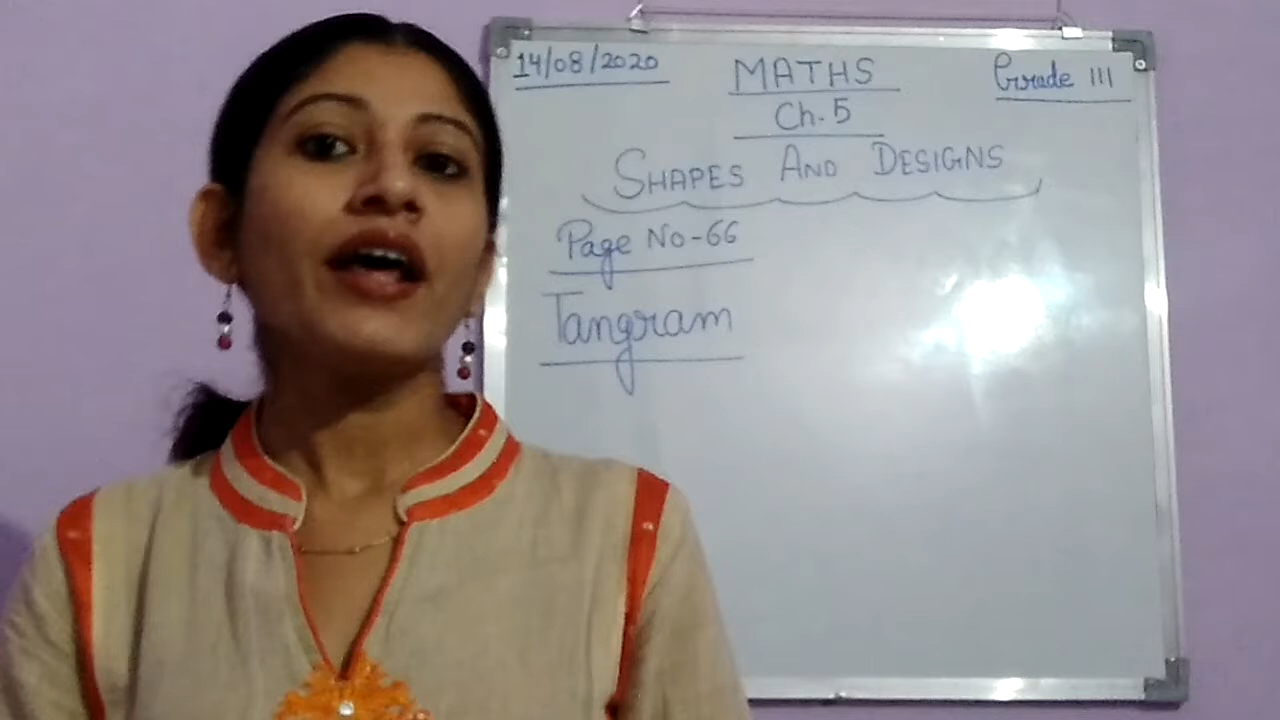 14/08/2020 MATHS Grade III
Ch. 5
SHAPES AND DESIGNS
Page No-66
Tangram